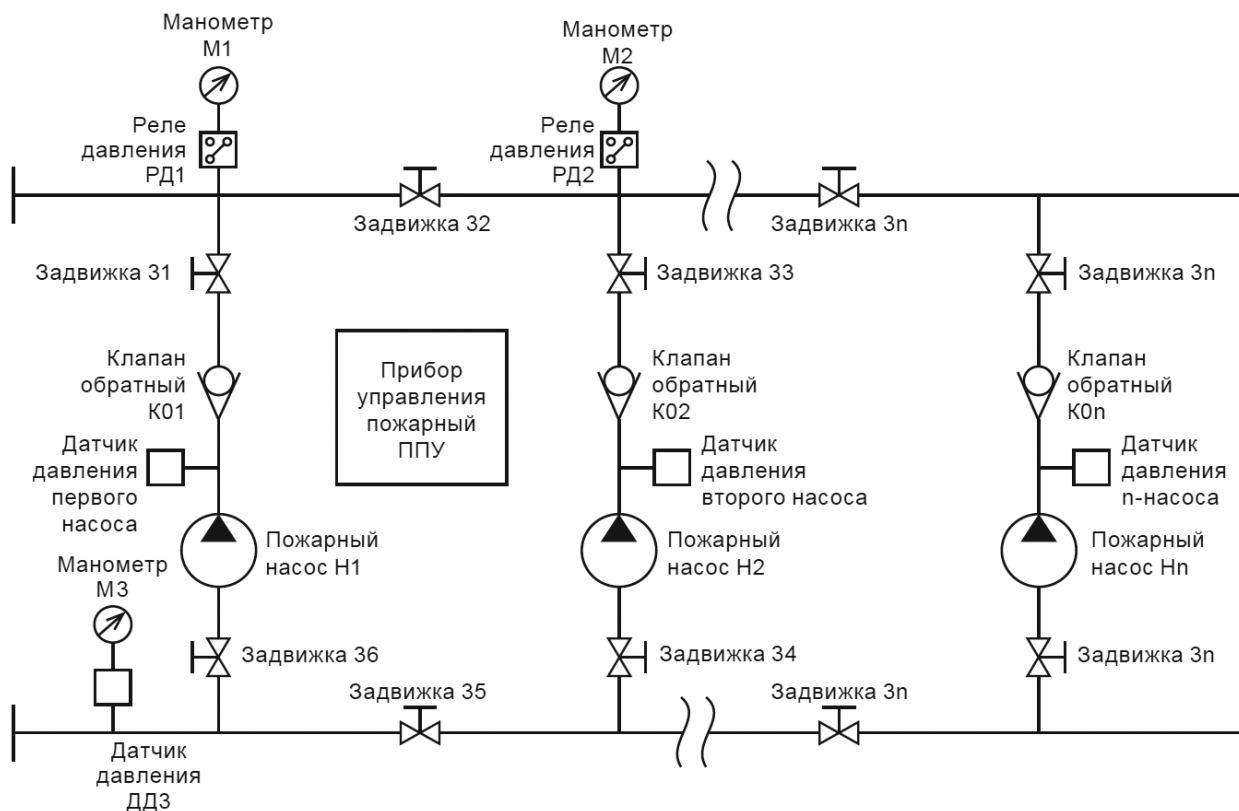 Манометр
М1
Манометр
М2
Реле
давления
РД1
Реле
давления
РД2
Задвижка 32
Задвижка 3n
Задвижка 31
Задвижка 33
Задвижка 3n
Клапан
обратный
К01
Прибор
управления
пожарный
ППУ
Клапан
обратный
К02
Клапан
обратный
К0n
Датчик
давления
первого
насоса
Датчик
давления
второго насоса
Датчик
давления
n-насоса
Пожарный
насос Н1
Пожарный
насос Н2
Пожарный
насос Нn
Манометр
М3
Задвижка 36
Задвижка 34
Задвижка 3n
Задвижка 35
Задвижка 3n
Датчик
давления
ДД3